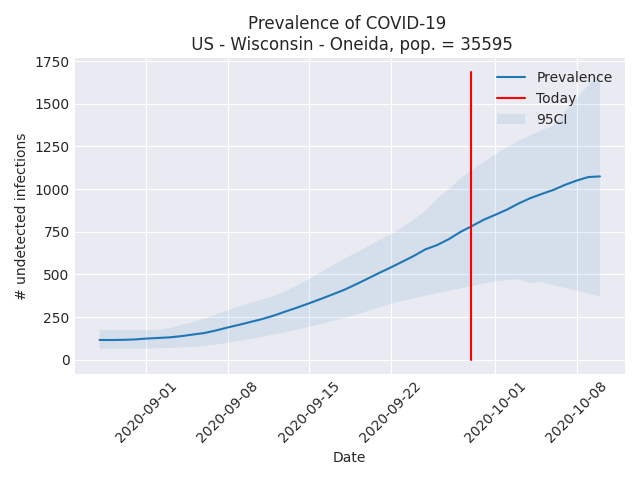 Prevalence of COVID-19
US - Wisconsin - Oneida, pop. = 35595
1750
1500
1250
1000
750
500
250
0
# undetected infections
Prevalence
Today
95CI
2020-09-01
2020-09-08
2020-09-15
2020-09-22
2020-10-01
2020-10-08
Date